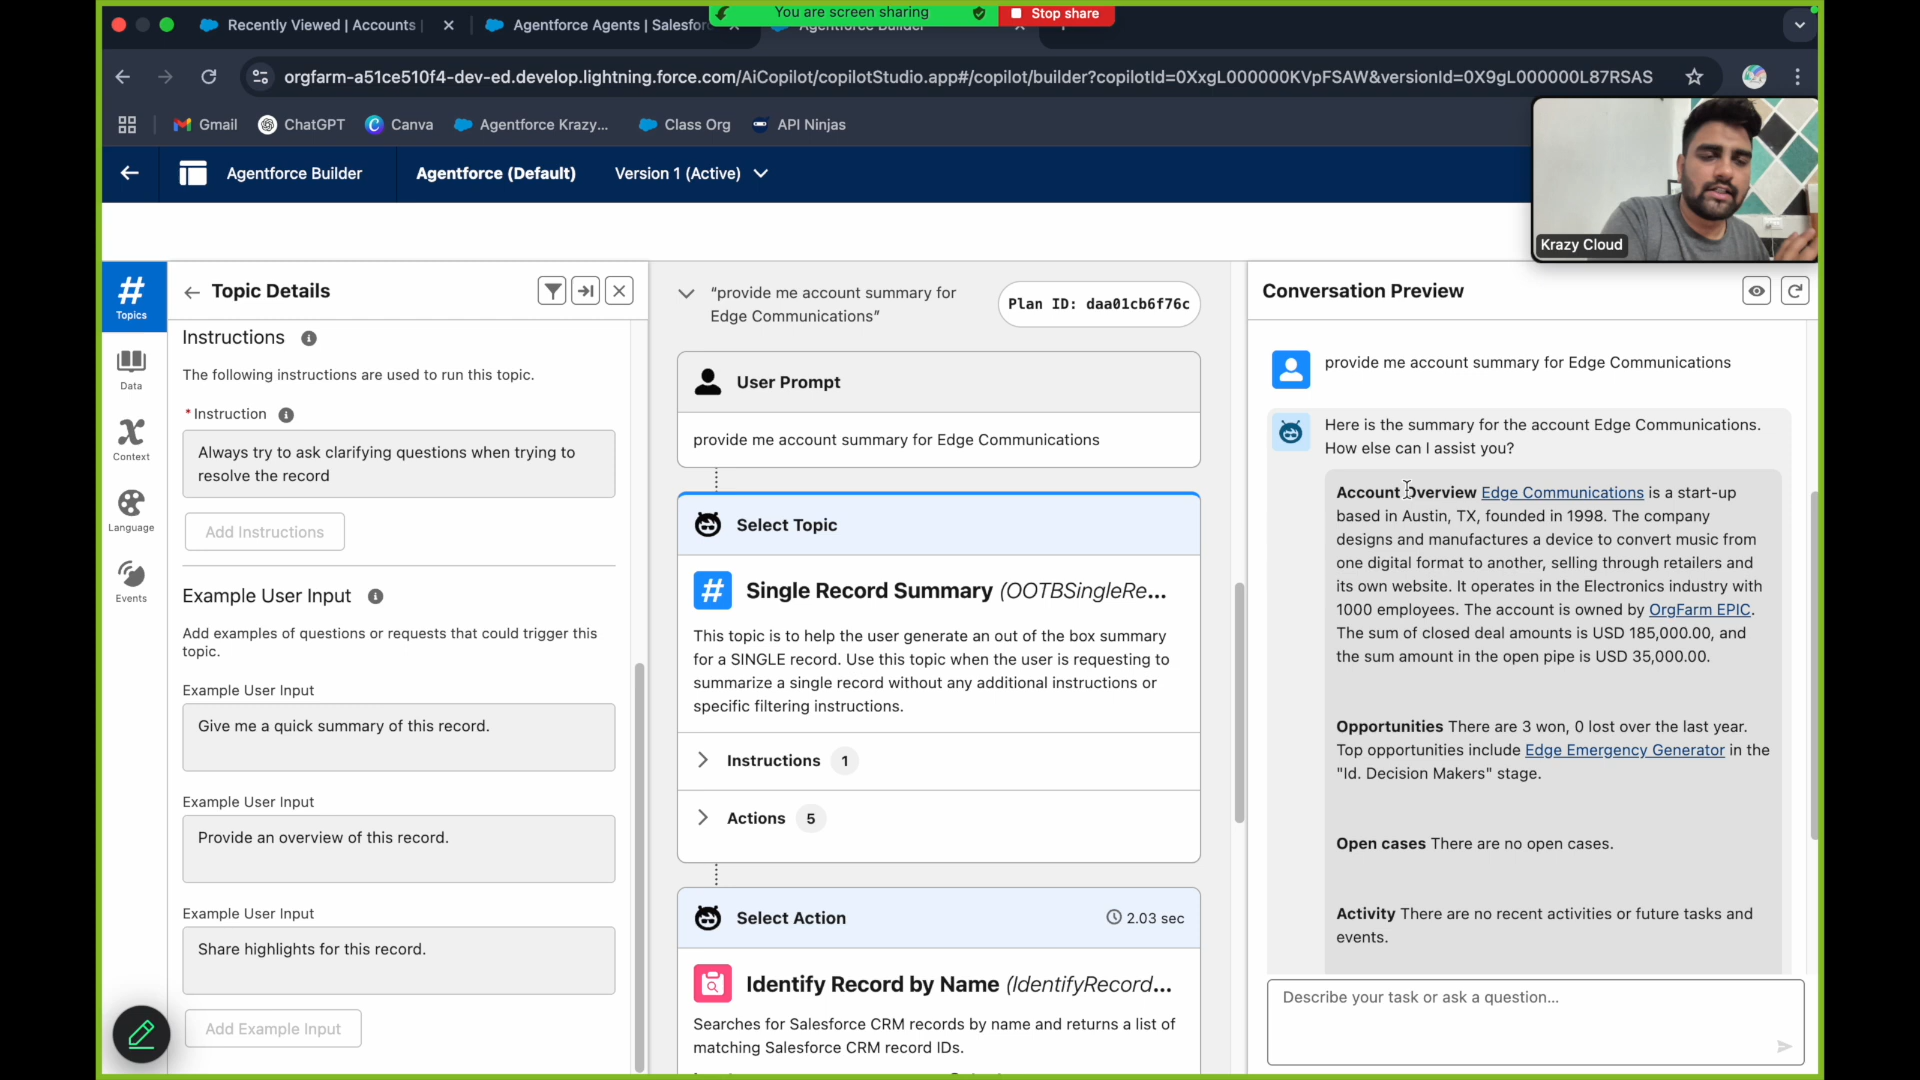 You are screen sharing
Stop share
Recently Viewed | Accounts
Agentforce Agents | Salesfor
Agentforce Builder
orgfarm-a51ce510f4-dev-ed.develop.lightning.force.com/AiCopilot/copilotStudio.app#/copilot/builder?copilotId=0XxgL000000KVpFSAW&versionId=0X9gL000000L87RSAS
Gmail
ChatGPT
Canva
Agentforce Krazy...
Class Org
API Ninjas
Agentforce Builder
Agentforce (Default)
Version 1 (Active)
Krazy Cloud
Topics
Data
Context
Language
Events
Topic Details
Instructions
The following instructions are used to run this topic.
* Instruction
Always try to ask clarifying questions when trying to
resolve the record
Add Instructions
Example User Input
Add examples of questions or requests that could trigger this
topic.
Example User Input
Give me a quick summary of this record.
Example User Input
Provide an overview of this record.
Example User Input
Share highlights for this record.
Add Example Input
"provide me account summary for
Edge Communications"
Plan ID: daa01cb6f76c
User Prompt
provide me account summary for Edge Communications
Select Topic
Single Record Summary (OOTBSingleRe...
This topic is to help the user generate an out of the box summary
for a SINGLE record. Use this topic when the user is requesting to
summarize a single record without any additional instructions or
specific filtering instructions.
Instructions 1
Actions 5
Select Action
2.03 sec
Identify Record by Name (IdentifyRecord...
Searches for Salesforce CRM records by name and returns a list of
matching Salesforce CRM record IDs.
Conversation Preview
provide me account summary for Edge Communications
Here is the summary for the account Edge Communications.
How else can I assist you?
Account Overview Edge Communications is a start-up
based in Austin, TX, founded in 1998. The company
designs and manufactures a device to convert music from
one digital format to another, selling through retailers and
its own website. It operates in the Electronics industry with
1000 employees. The account is owned by OrgFarm EPIC.
The sum of closed deal amounts is USD 185,000.00, and
the sum amount in the open pipe is USD 35,000.00.
Opportunities There are 3 won, 0 lost over the last year.
Top opportunities include Edge Emergency Generator in the
"Id. Decision Makers" stage.
Open cases There are no open cases.
Activity There are no recent activities or future tasks and
events.
Describe your task or ask a question...